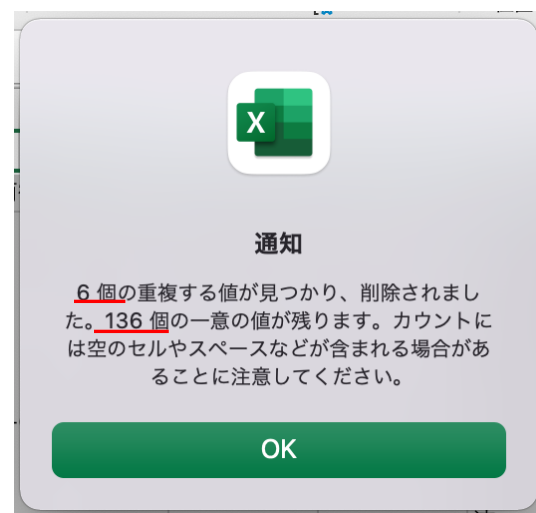 X
通知
6 個の重複する値が見つかり、削除されまし
た。136 個の一意の値が残ります。カウントに
は空のセルやスペースなどが含まれる場合があ
ることに注意してください。
OK